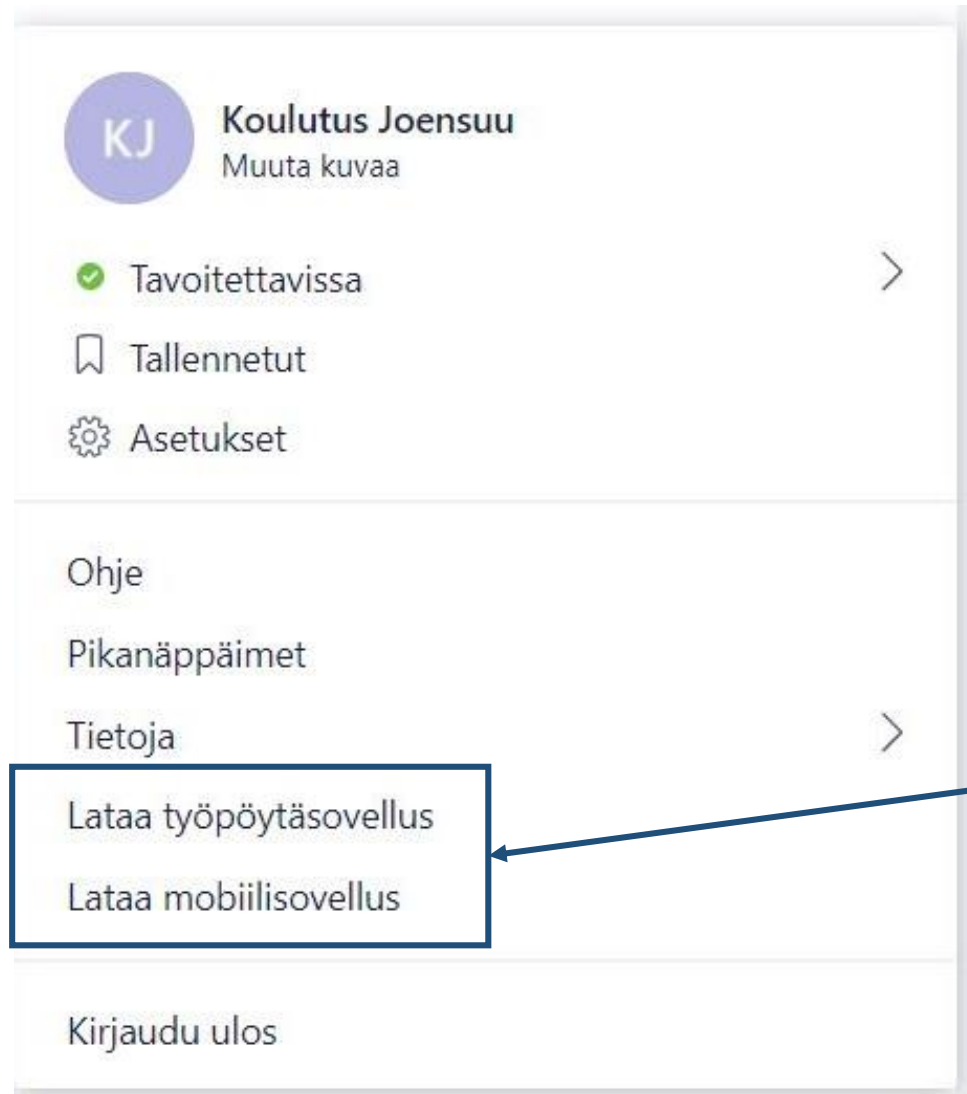 KJ
Koulutus Joensuu
Muuta kuvaa
Tavoitettavissa
Tallennetut
Asetukset
Ohje
Pikanäppäimet
Tietoja
Lataa työpöytäsovellus
Lataa mobiilisovellus
Kirjaudu ulos